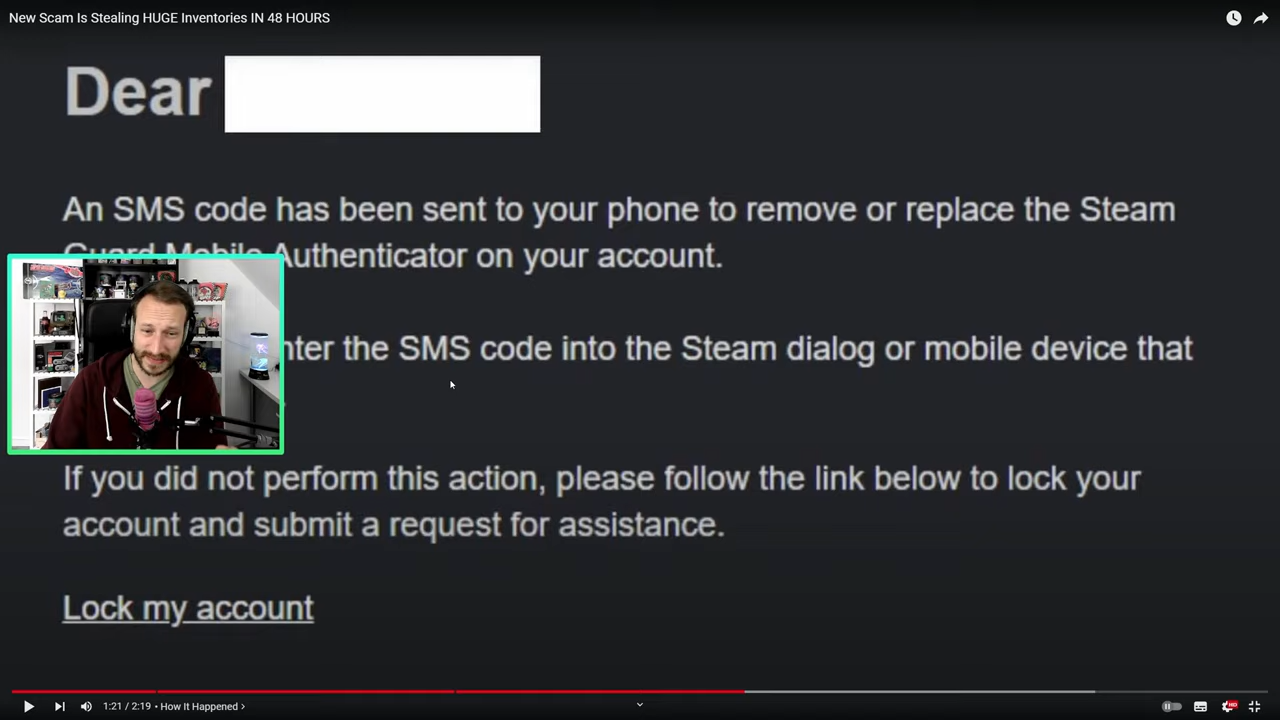 New Scam Is Stealing HUGE Inventories IN 48 HOURS
Dear
An SMS code has been sent to your phone to remove or replace the Steam
Guard Mobile Authenticator on your account.
the SMS code into the Steam dialog or mobile device that
If you did not perform this action, please follow the link below to lock your
account and submit a request for assistance.
Lock my account
1:21 / 2:19 • How It Happened >
HD